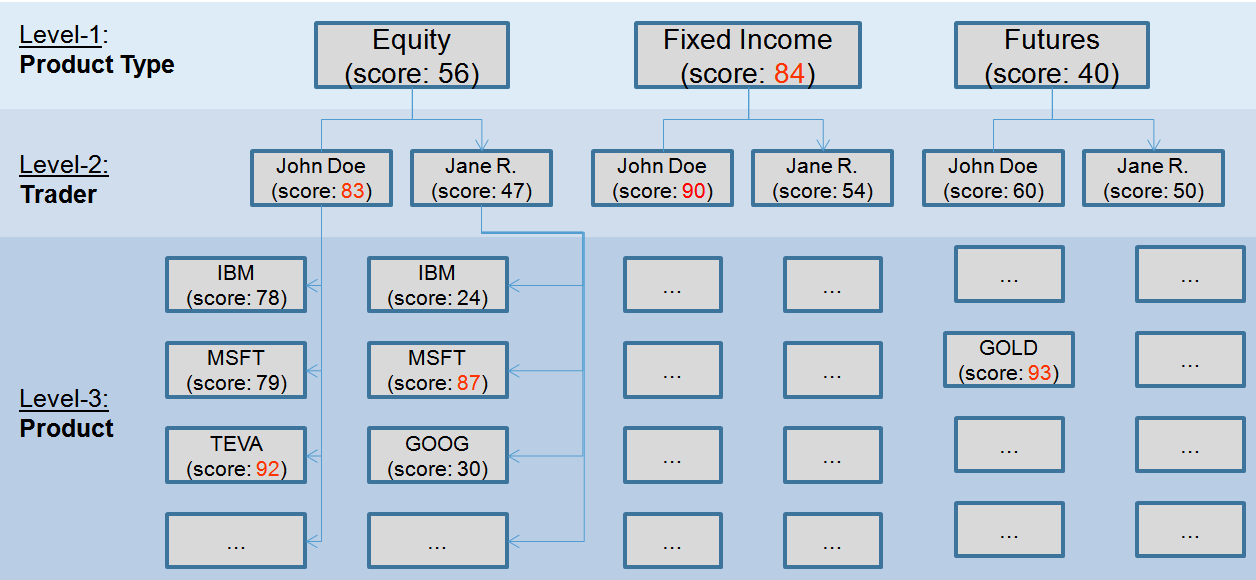 Level-1:
Product Type
Equity
(score: 56)
Fixed Income
(score: 84)
Futures
(score: 40)
Level-2:
Trader
John Doe
(score: 83)
Jane R.
(score: 47)
John Doe
(score: 90)
Jane R.
(score: 54)
John Doe
(score: 60)
Jane R.
(score: 50)
Level-3:
Product
IBM
(score: 78)
IBM
(score: 24)
...
...
...
...
MSFT
(score: 79)
MSFT
(score: 87)
...
...
GOLD
(score: 93)
...
TEVA
(score: 92)
GOOG
(score: 30)
...
...
...
...
...
...
...
...
...
...